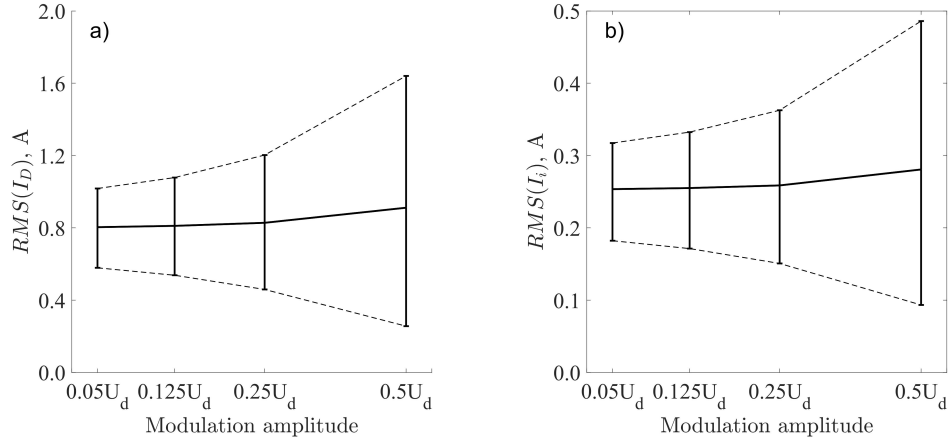 a)
2.0
1.6
1.2
0.8
0.4
0.0
RMS(I_D), A
0.05U_d 0.125U_d 0.25U_d 0.5U_d
Modulation amplitude
b)
0.5
0.4
0.3
0.2
0.1
0.0
RMS(I_i), A
0.05U_d 0.125U_d 0.25U_d 0.5U_d
Modulation amplitude